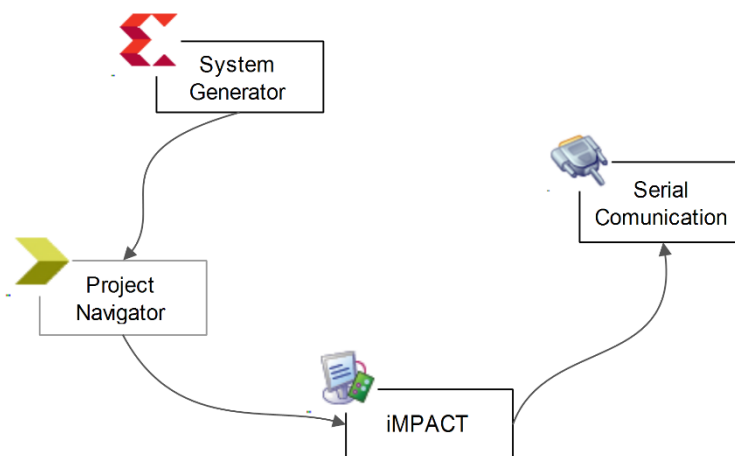 System
Generator
Project
Navigator
iMPACT
Serial
Comunication